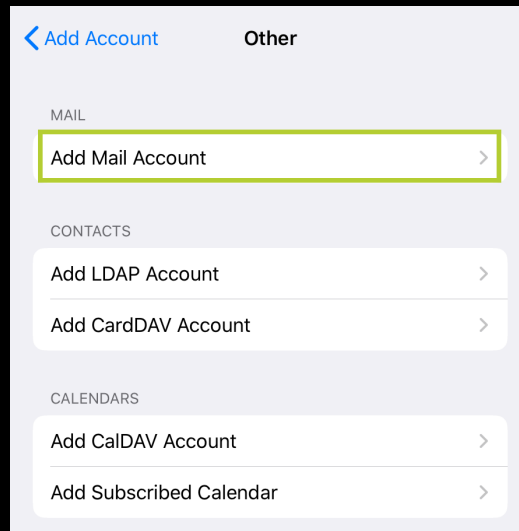 Add Account
Other
MAIL
Add Mail Account
CONTACTS
Add LDAP Account
Add CardDAV Account
CALENDARS
Add CalDAV Account
Add Subscribed Calendar